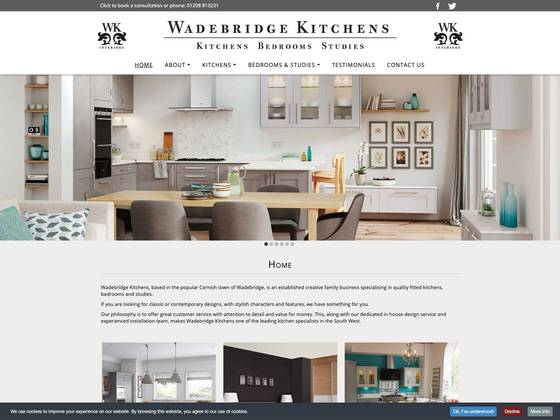 Click to book a consultation or phone: 01208 813231
WK
INTERIORS
Wadebridge Kitchens
Kitchens Bedrooms Studies
WK
INTERIORS
HOME ABOUT KITCHENS BEDROOMS & STUDIES TESTIMONIALS CONTACT US
Home
Wadebridge Kitchens, based in the popular Cornish town of Wadebridge, is an established creative family business specialising in quality fitted kitchens,
bedrooms and studies.
If you are looking for classic or contemporary designs, with stylish characters and features, we have something for you.
Our philosophy is to offer great customer service with attention to detail and value for money. This, along with our dedicated in house design service and
experienced installation team, makes Wadebridge Kitchens one of the leading kitchen specialists in the South West.
We use cookies to improve your experience on our website. By browsing this website, you agree to our use of cookies.
Ok, I've understood! Decline More Info